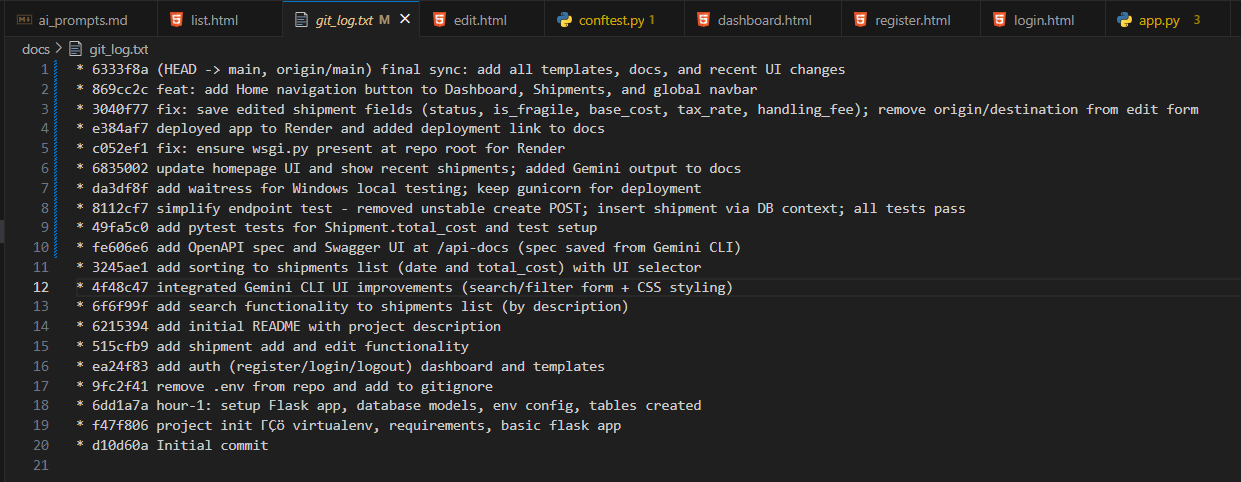 ai_prompts.md list.html git_log.txt M edit.html conftest.py 1 dashboard.html register.html login.html app.py 3
docs > git_log.txt
1 * 6333f8a (HEAD -> main, origin/main) final sync: add all templates, docs, and recent UI changes
2 * 869cc2c feat: add Home navigation button to Dashboard, Shipments, and global navbar
3 * 3040f77 fix: save edited shipment fields (status, is_fragile, base_cost, tax_rate, handling_fee); remove origin/destination from edit form
4 * e384af7 deployed app to Render and added deployment link to docs
5 * c052ef1 fix: ensure wsgi.py present at repo root for Render
6 * 6835002 update homepage UI and show recent shipments; added Gemini output to docs
7 * da3df8f add waitress for Windows local testing; keep gunicorn for deployment
8 * 8112cf7 simplify endpoint test - removed unstable create POST; insert shipment via DB context; all tests pass
9 * 49fa5c0 add pytest tests for Shipment.total_cost and test setup
10 * fe606e6 add OpenAPI spec and Swagger UI at /api-docs (spec saved from Gemini CLI)
11 * 3245ae1 add sorting to shipments list (date and total_cost) with UI selector
12 * 4f48c47 integrated Gemini CLI UI improvements (search/filter form + CSS styling)
13 * 6f6f99f add search functionality to shipments list (by description)
14 * 6215394 add initial README with project description
15 * 515cfb9 add shipment add and edit functionality
16 * ea24f83 add auth (register/login/logout) dashboard and templates
17 * 9fc2f41 remove .env from repo and add to gitignore
18 * 6dd1a7a hour-1: setup Flask app, database models, env config, tables created
19 * f47f806 project init ΓÇö virtualenv, requirements, basic flask app
20 * d10d60a Initial commit
21